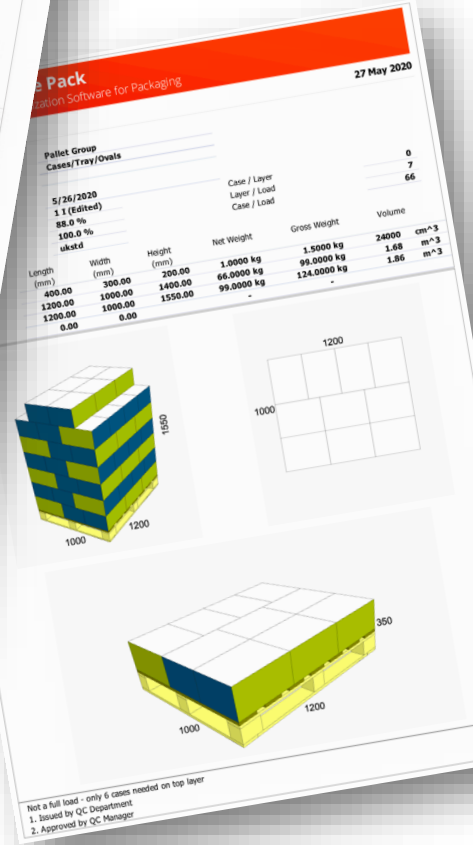 e Pack
zation Software for Packaging
27 May 2020
Pallet Group
Cases/Tray/Ovals
5/26/2020
1 I (Edited)
88.0 %
100.0 %
ukstd
Case / Layer 0
Layer / Load 7
Case / Load 66
Length (mm) Width (mm) Height (mm) Net Weight Gross Weight Volume
400.00 300.00 200.00 1.0000 kg 1.5000 kg 24000 cm^3
1200.00 1000.00 1400.00 66.0000 kg 99.0000 kg 1.68 m^3
1200.00 1000.00 1550.00 99.0000 kg 124.0000 kg 1.86 m^3
0.00 0.00 - -
1550
1000
1200
1200
1000
350
1000
1200
Not a full load - only 6 cases needed on top layer
1. Issued by QC Department
2. Approved by QC Manager